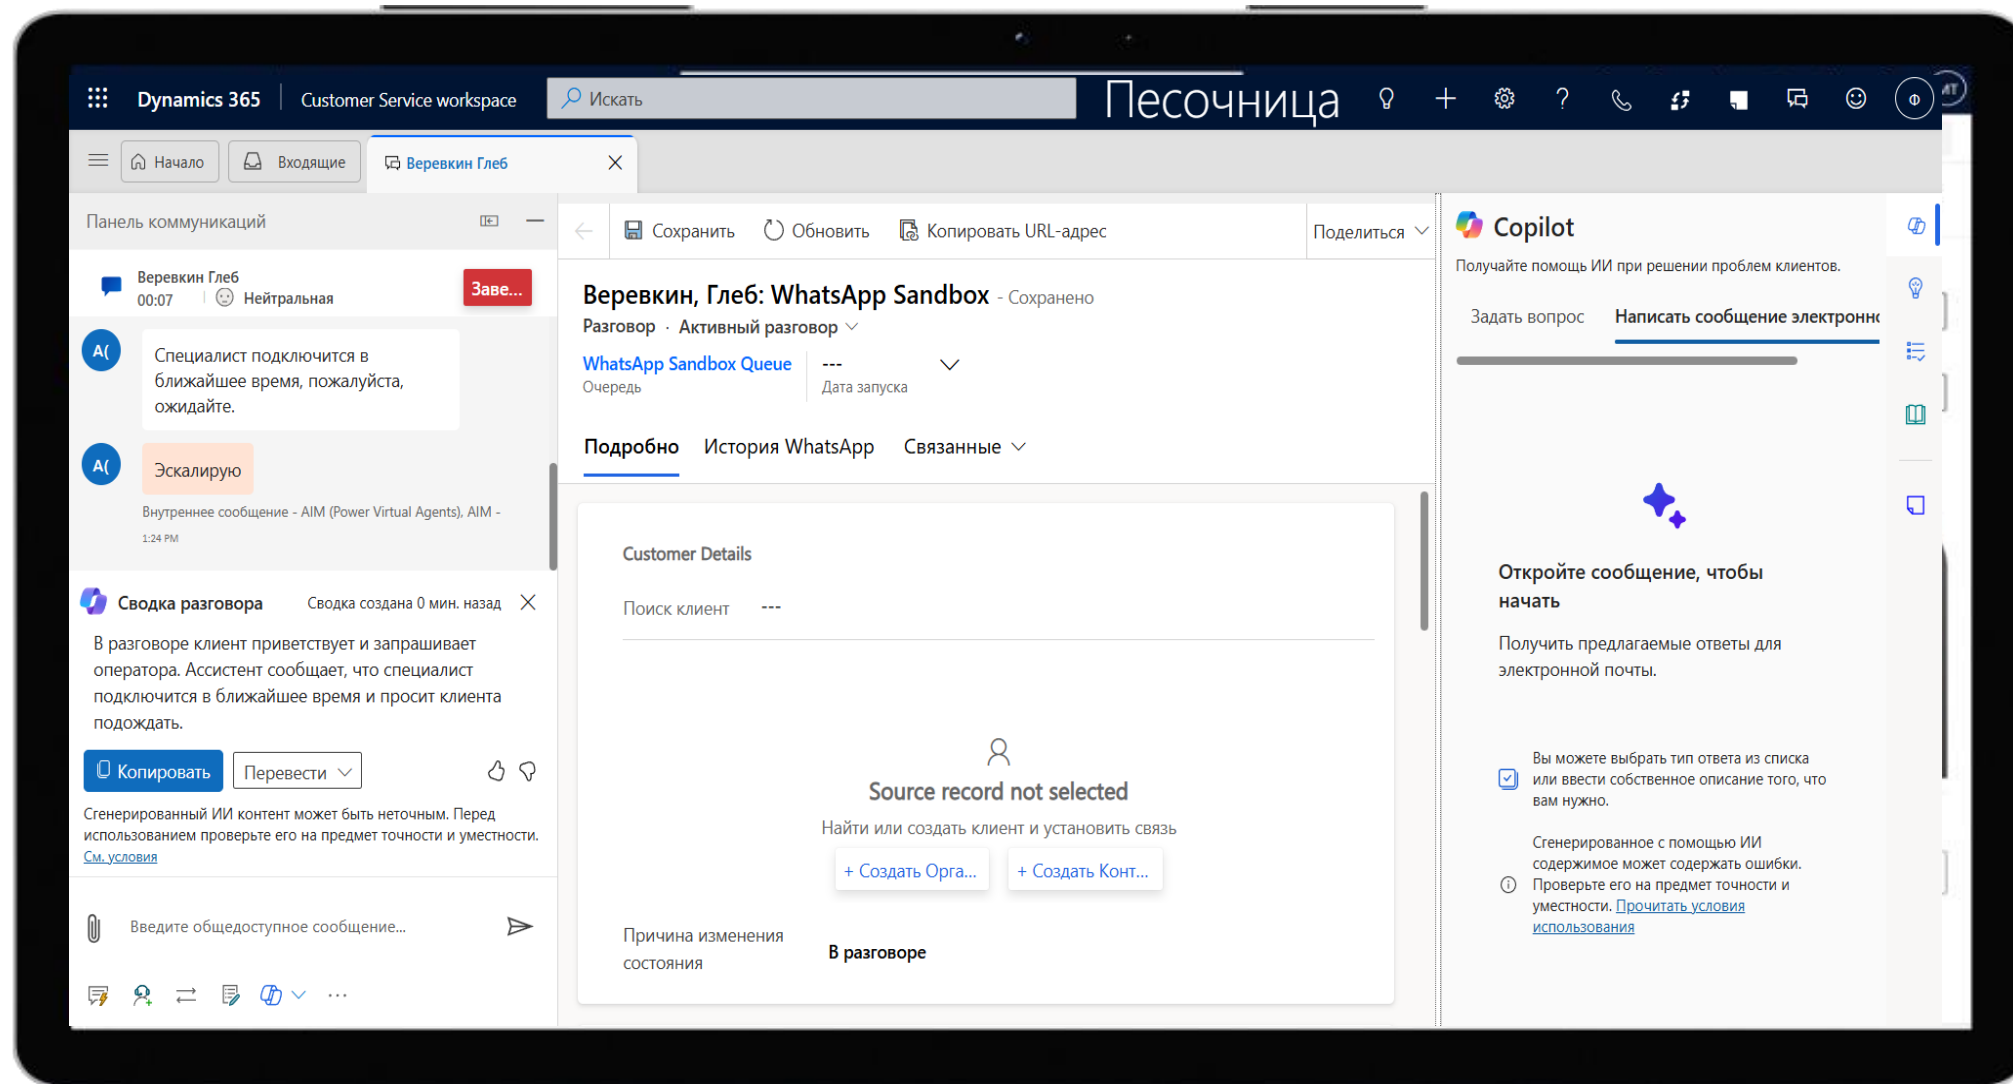 Dynamics 365 Customer Service workspace Искать Песочница Ф MT
Начало Входящие Веревкин Глеб
Панель коммуникаций
Веревкин Глеб
00:07 Нейтральная
Заве...
A(
Специалист подключится в
ближайшее время, пожалуйста,
ожидайте.
A(
Эскалирую
Внутреннее сообщение - AIM (Power Virtual Agents), AIM -
1:24 PM
Сводка разговора Сводка создана 0 мин. назад
В разговоре клиент приветствует и запрашивает
оператора. Ассистент сообщает, что специалист
подключится в ближайшее время и просит клиента
подождать.
Копировать Перевести
Сгенерированный ИИ контент может быть неточным. Перед
использованием проверьте его на предмет точности и уместности.
См. условия
Введите общедоступное сообщение...
Сохранить Обновить Копировать URL-адрес Поделиться
Веревкин, Глеб: WhatsApp Sandbox - Сохранено
Разговор · Активный разговор
WhatsApp Sandbox Queue ---
Очередь Дата запуска
Подробно История WhatsApp Связанные
Customer Details
Поиск клиент ---
Source record not selected
Найти или создать клиент и установить связь
+ Создать Орга... + Создать Конт...
Причина изменения
состояния
В разговоре
Copilot
Получайте помощь ИИ при решении проблем клиентов.
Задать вопрос Написать сообщение электронно
Откройте сообщение, чтобы
начать
Получить предлагаемые ответы для
электронной почты.
Вы можете выбрать тип ответа из списка
или ввести собственное описание того, что
вам нужно.
Сгенерированное с помощью ИИ
содержимое может содержать ошибки.
Проверьте его на предмет точности и
уместности. Прочитать условия
использования